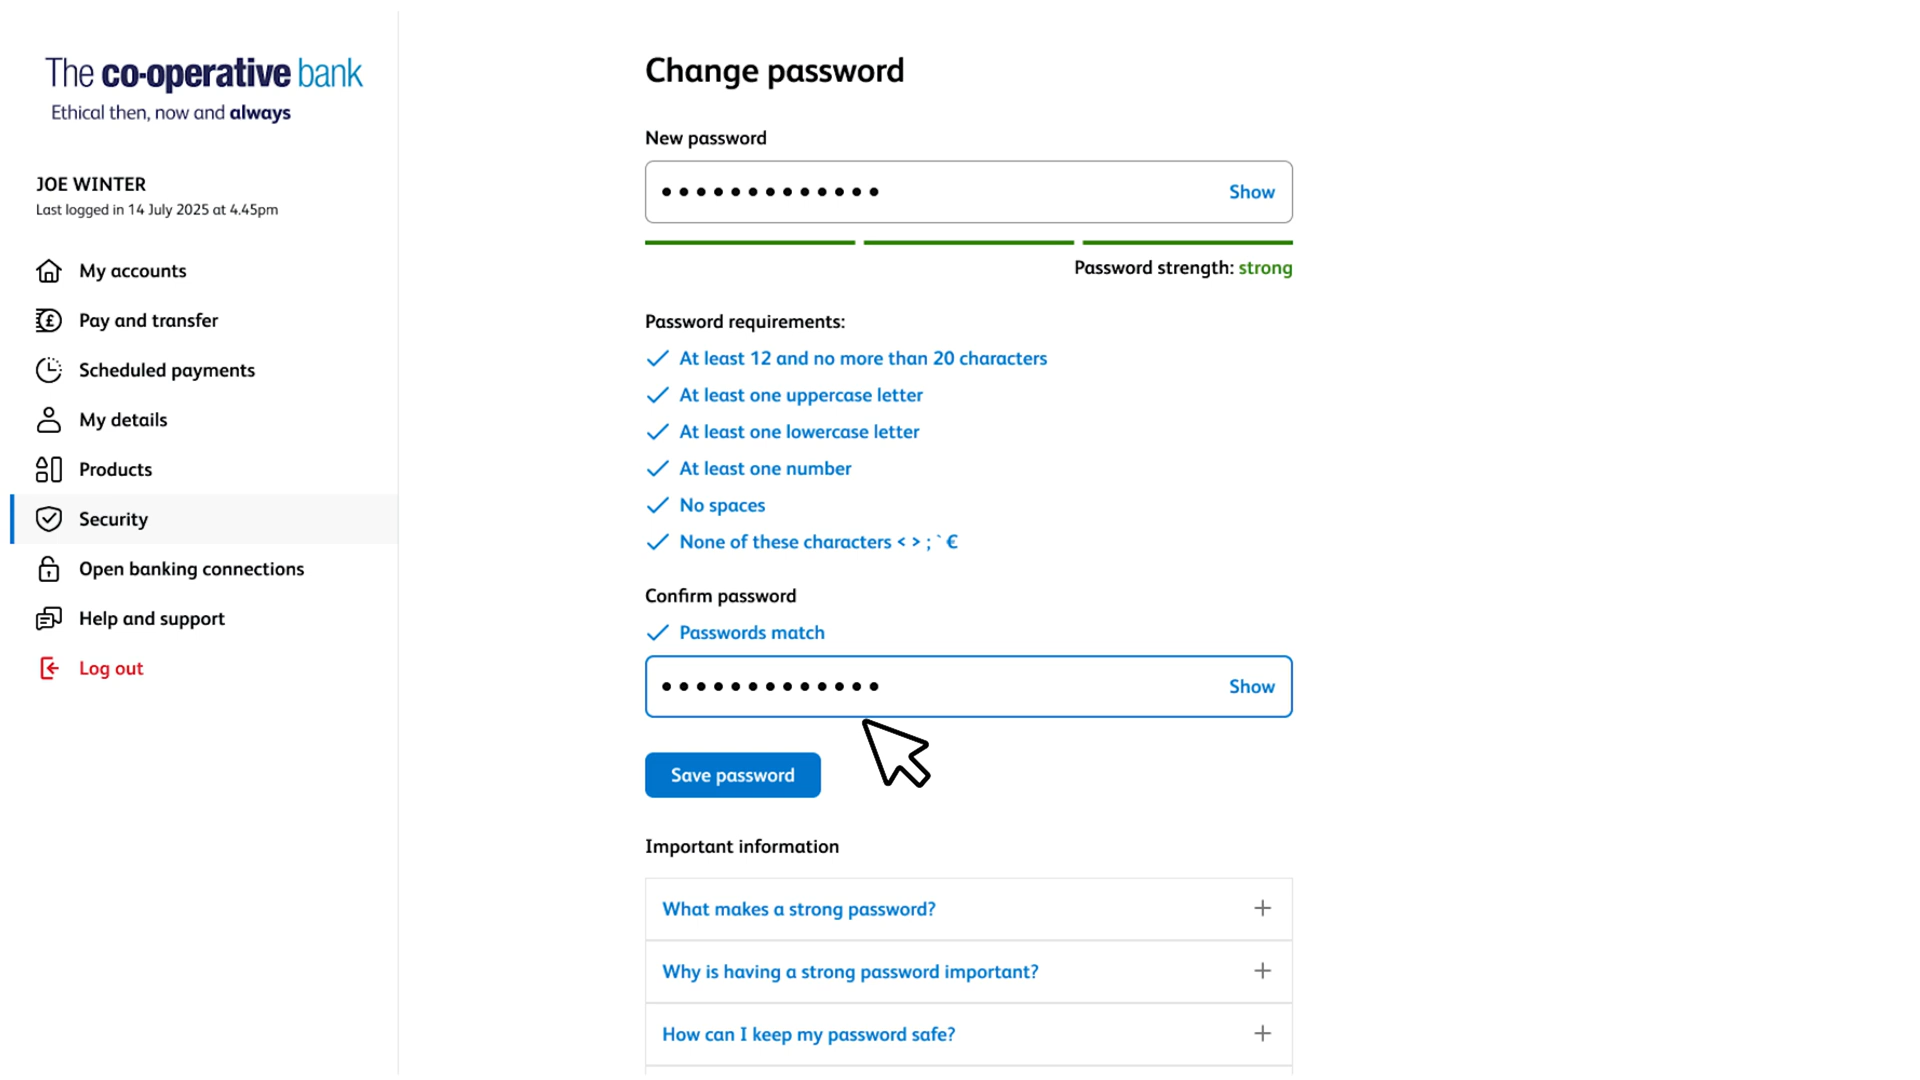 The co-operative bank
Ethical then, now and always
JOE WINTER
Last logged in 14 July 2025 at 4.45pm
My accounts
Pay and transfer
Scheduled payments
My details
Products
Security
Open banking connections
Help and support
Log out
Change password
New password
Show
Password strength: strong
Password requirements:
At least 12 and no more than 20 characters
At least one uppercase letter
At least one lowercase letter
At least one number
No spaces
None of these characters < > ; ` €
Confirm password
Passwords match
Show
Save password
Important information
What makes a strong password?
Why is having a strong password important?
How can I keep my password safe?